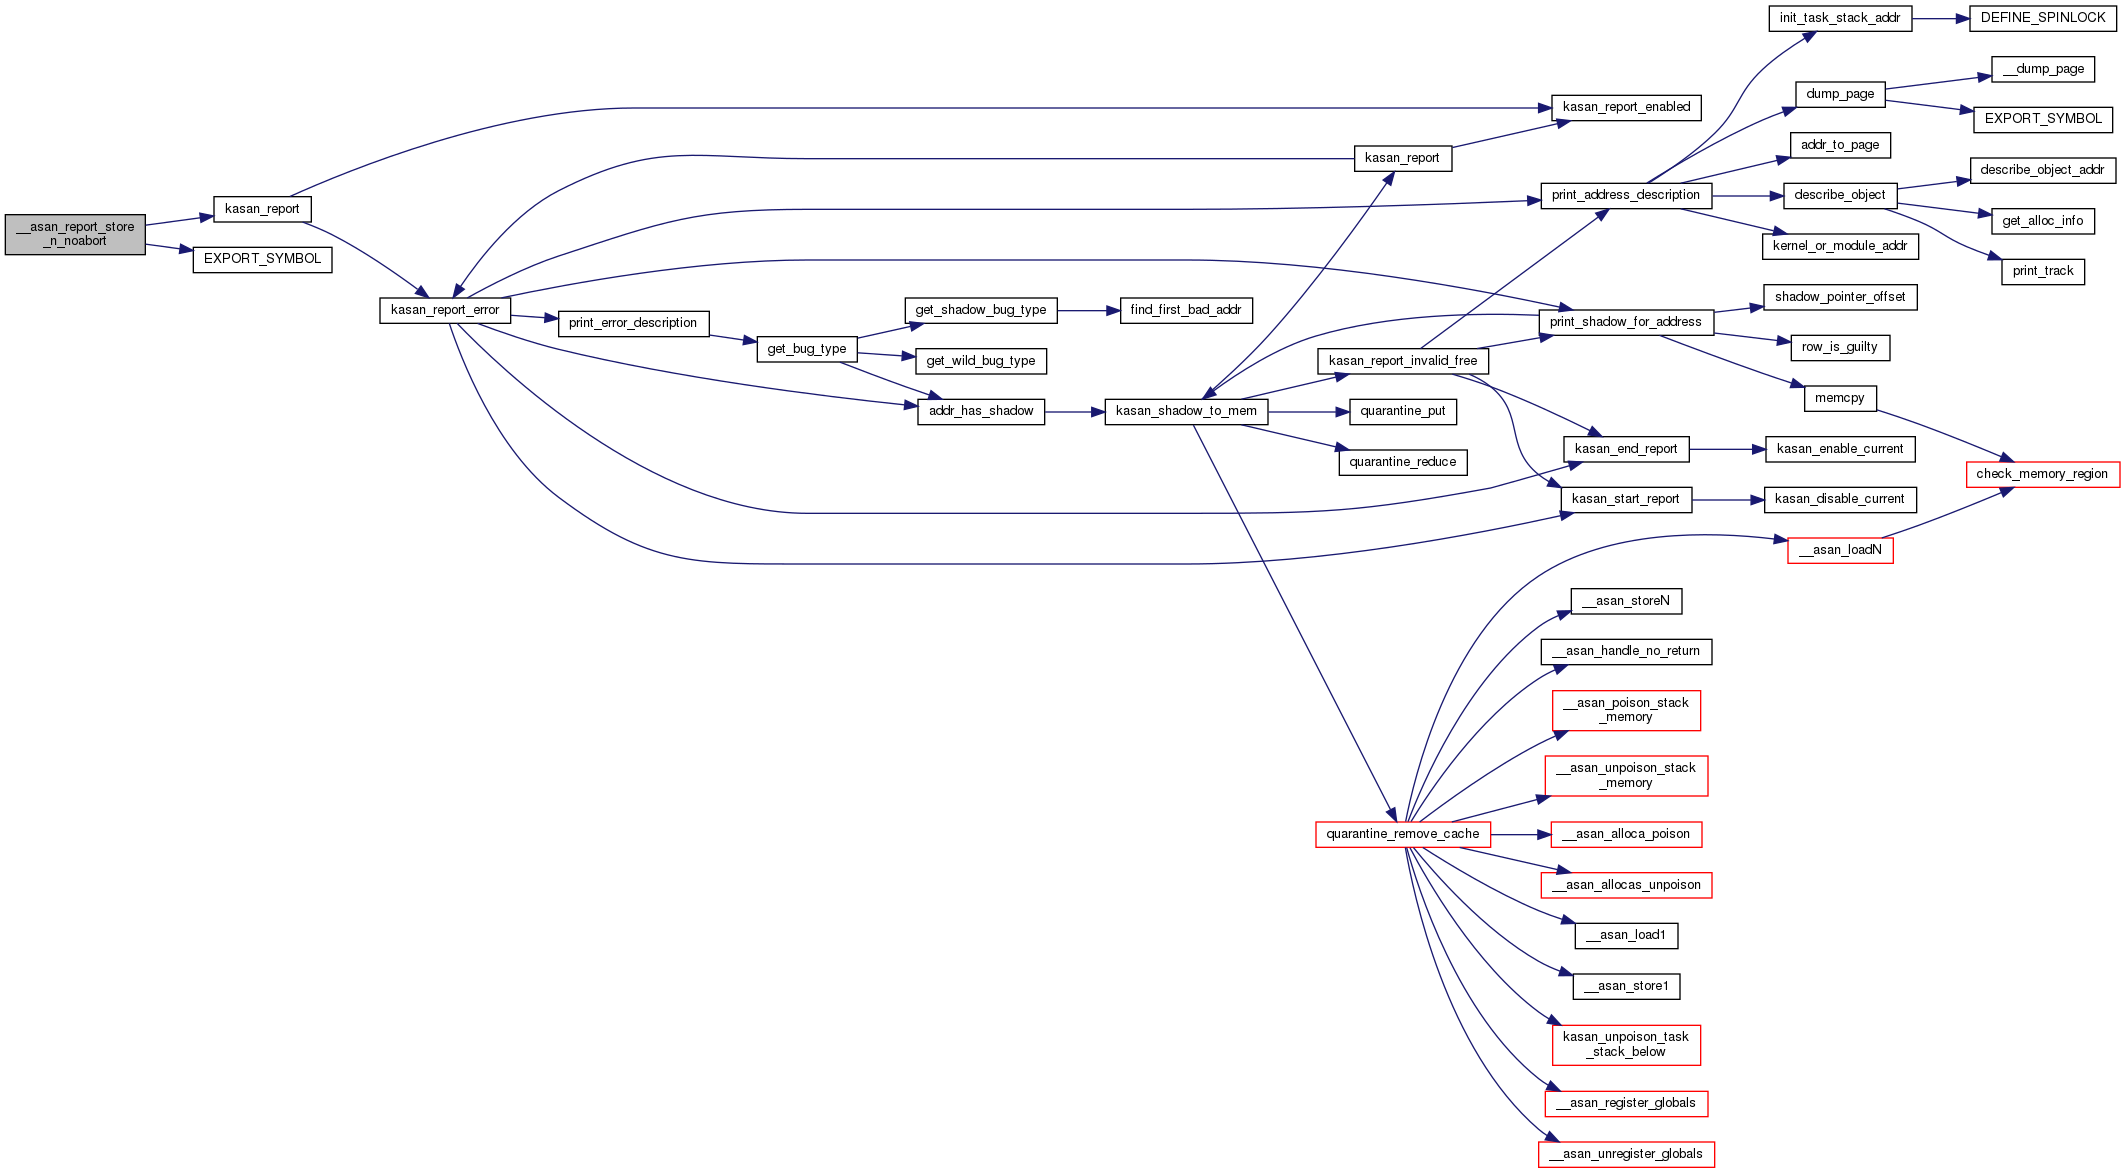 __asan_report_store
_n_noabort
kasan_report
EXPORT_SYMBOL
kasan_report_error
print_error_description
get_bug_type
get_shadow_bug_type
get_wild_bug_type
addr_has_shadow
find_first_bad_addr
kasan_shadow_to_mem
kasan_report
kasan_report_invalid_free
quarantine_put
quarantine_reduce
quarantine_remove_cache
kasan_report_enabled
print_address_description
print_shadow_for_address
kasan_end_report
kasan_start_report
__asan_storeN
__asan_handle_no_return
__asan_poison_stack
_memory
__asan_unpoison_stack
_memory
__asan_alloca_poison
__asan_allocas_unpoison
__asan_load1
__asan_store1
kasan_unpoison_task
_stack_below
__asan_register_globals
__asan_unregister_globals
init_task_stack_addr
dump_page
addr_to_page
describe_object
kernel_or_module_addr
shadow_pointer_offset
row_is_guilty
memcpy
kasan_enable_current
kasan_disable_current
__asan_loadN
DEFINE_SPINLOCK
__dump_page
EXPORT_SYMBOL
describe_object_addr
get_alloc_info
print_track
check_memory_region